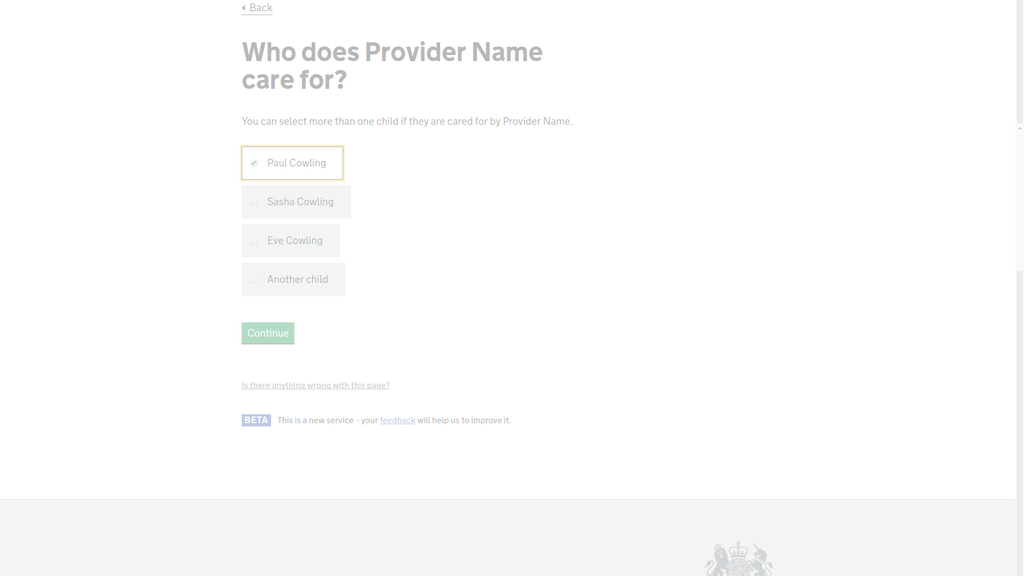 Back
Who does Provider Name
care for?
You can select more than one child if they are cared for by Provider Name.
Paul Cowling
Sasha Cowling
Eve Cowling
Another child
Continue
Is there anything wrong with this page?
BETA This is a new service - your feedback will help us to improve it.